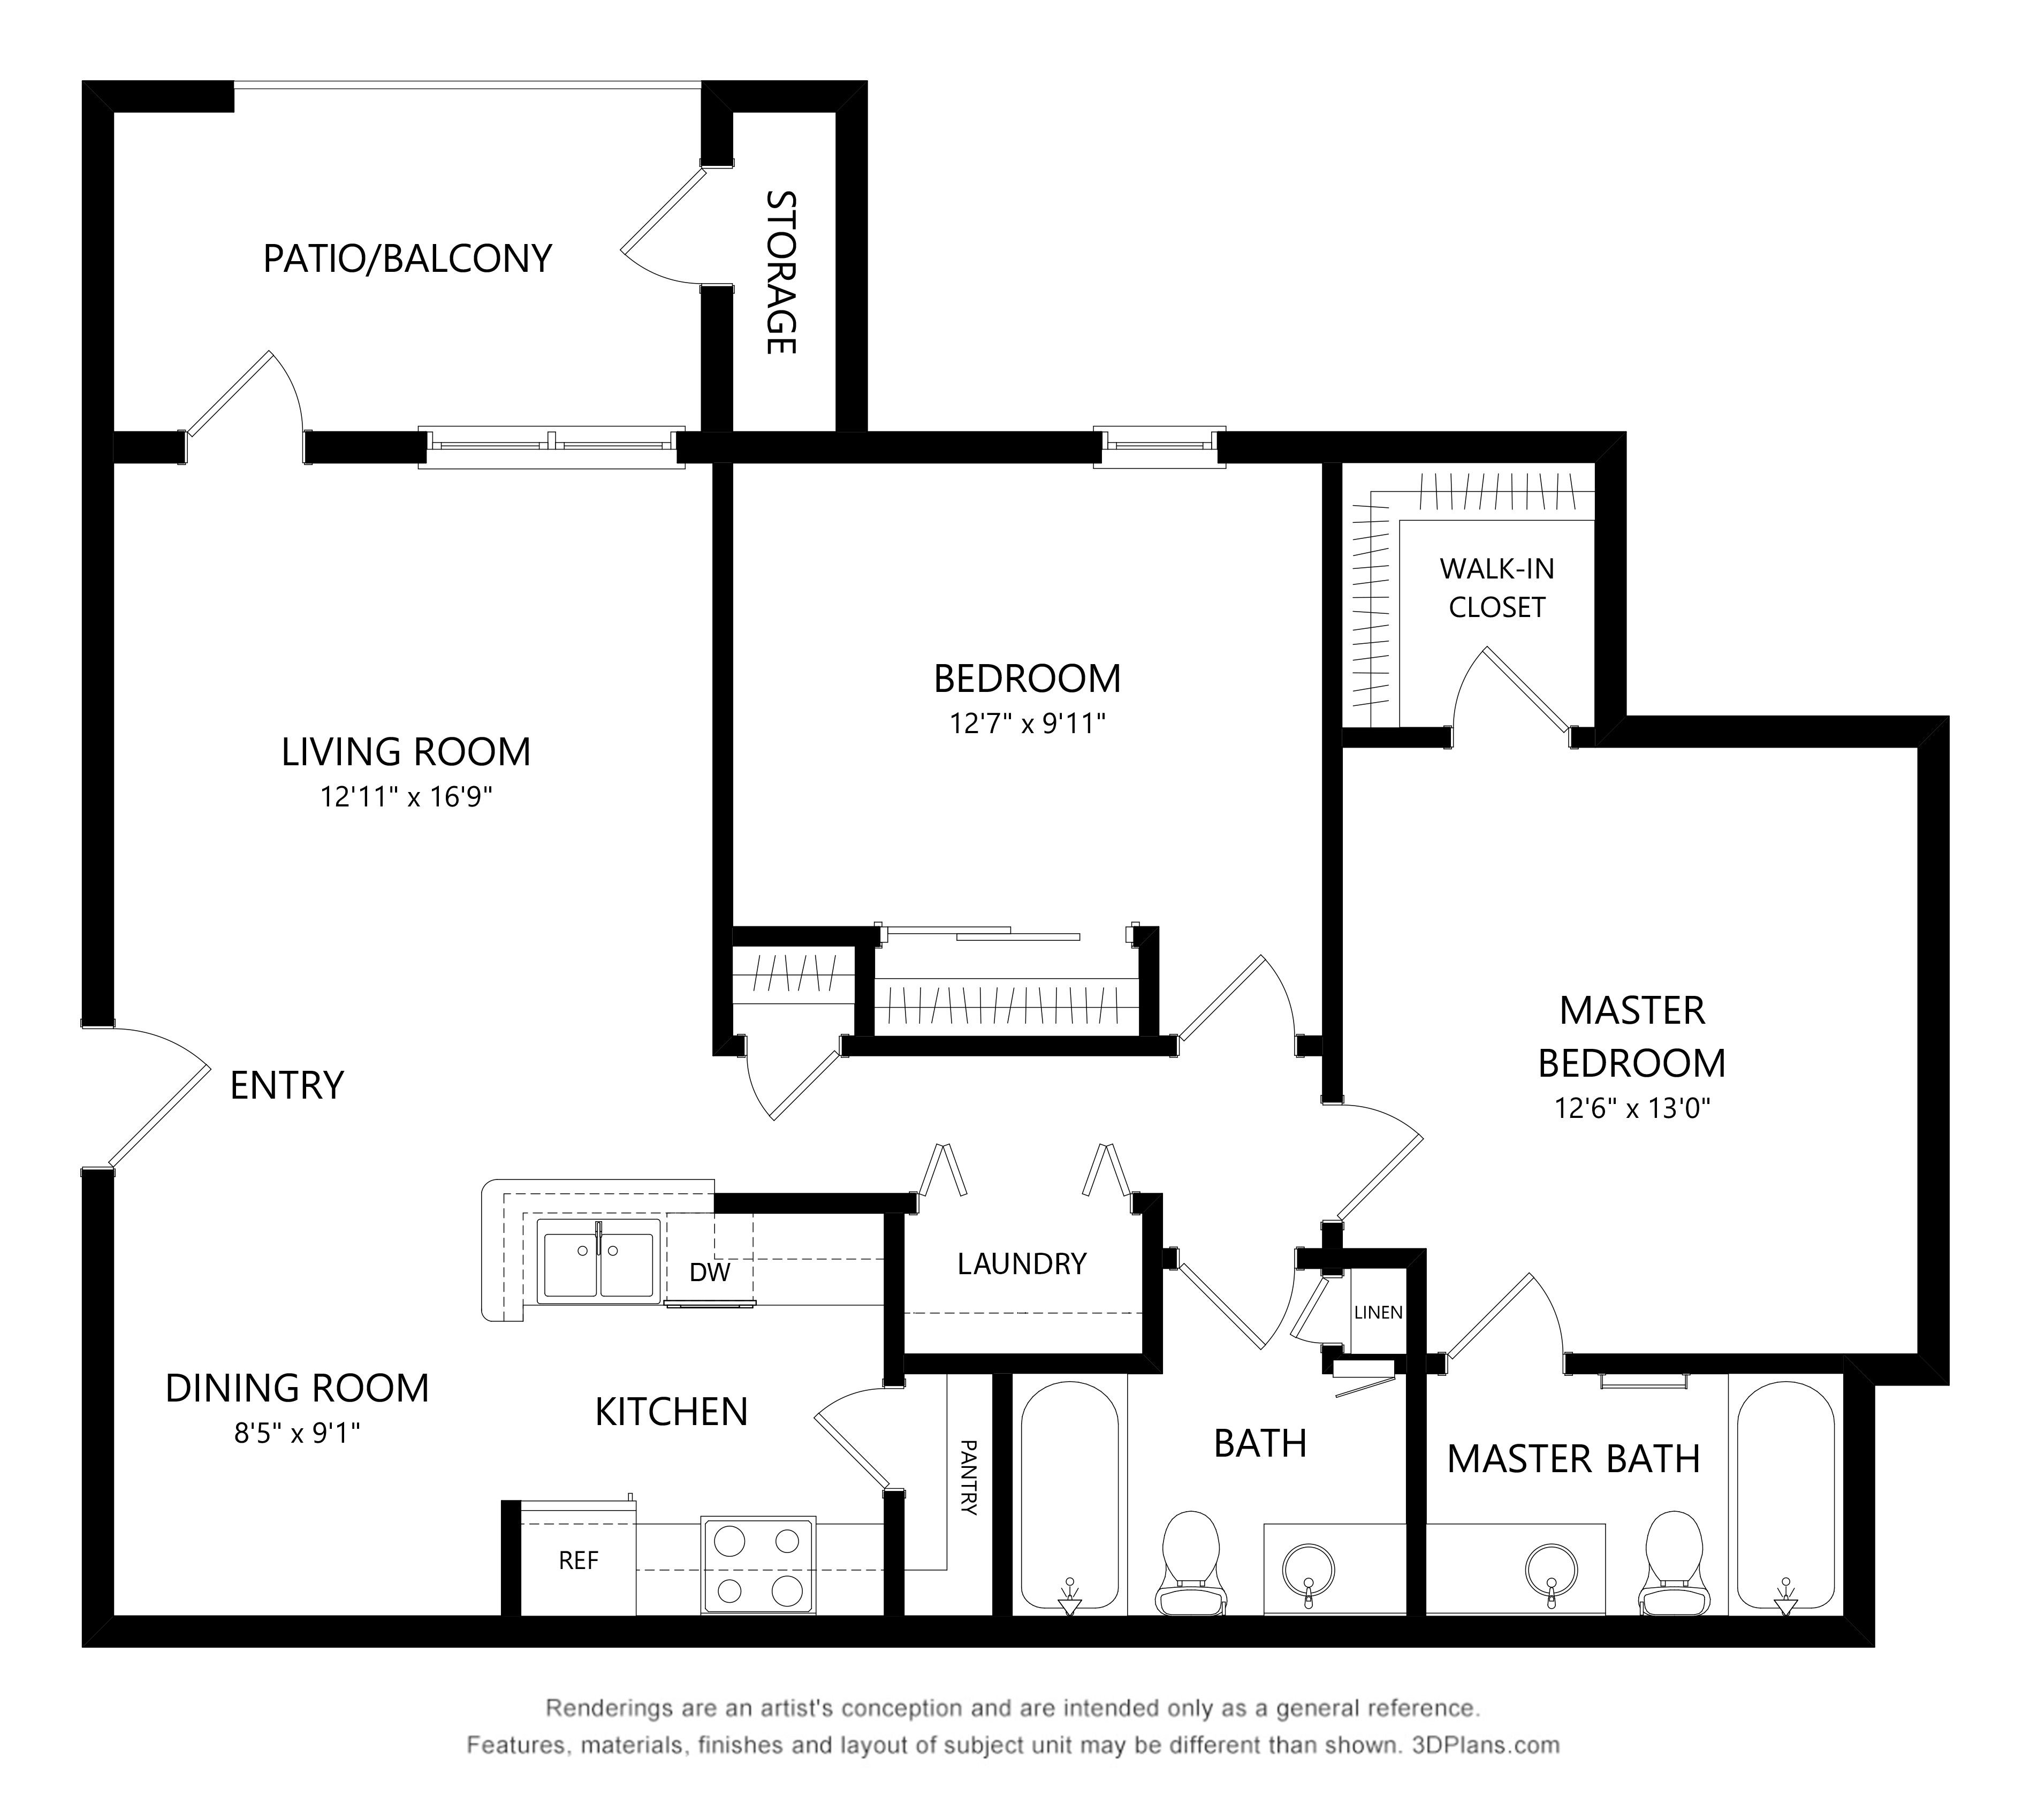 PATIO/BALCONY
STORAGE
WALK-IN
CLOSET
BEDROOM
12'7" x 9'11"
LIVING ROOM
12'11" x 16'9"
MASTER
BEDROOM
12'6" x 13'0"
ENTRY
LAUNDRY
DW
LINEN
DINING ROOM
8'5" x 9'1"
KITCHEN
PANTRY
BATH
MASTER BATH
REF
Renderings are an artist's conception and are intended only as a general reference.
Features, materials, finishes and layout of subject unit may be different than shown. 3DPlans.com